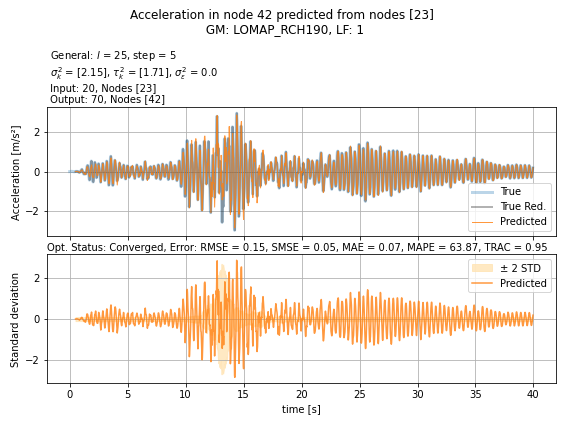 Acceleration in node 42 predicted from nodes [23]
GM: LOMAP_RCH190, LF: 1
General: l = 25, step = 5
σ²ₖ = [2.15], τ²ₖ = [1.71], σ²ε = 0.0
Input: 20, Nodes [23]
Output: 70, Nodes [42]
Acceleration [m/s²]
2
0
−2
True
True Red.
Predicted
Opt. Status: Converged, Error: RMSE = 0.15, SMSE = 0.05, MAE = 0.07, MAPE = 63.87, TRAC = 0.95
Standard deviation
2
0
−2
± 2 STD
Predicted
0 5 10 15 20 25 30 35 40
time [s]